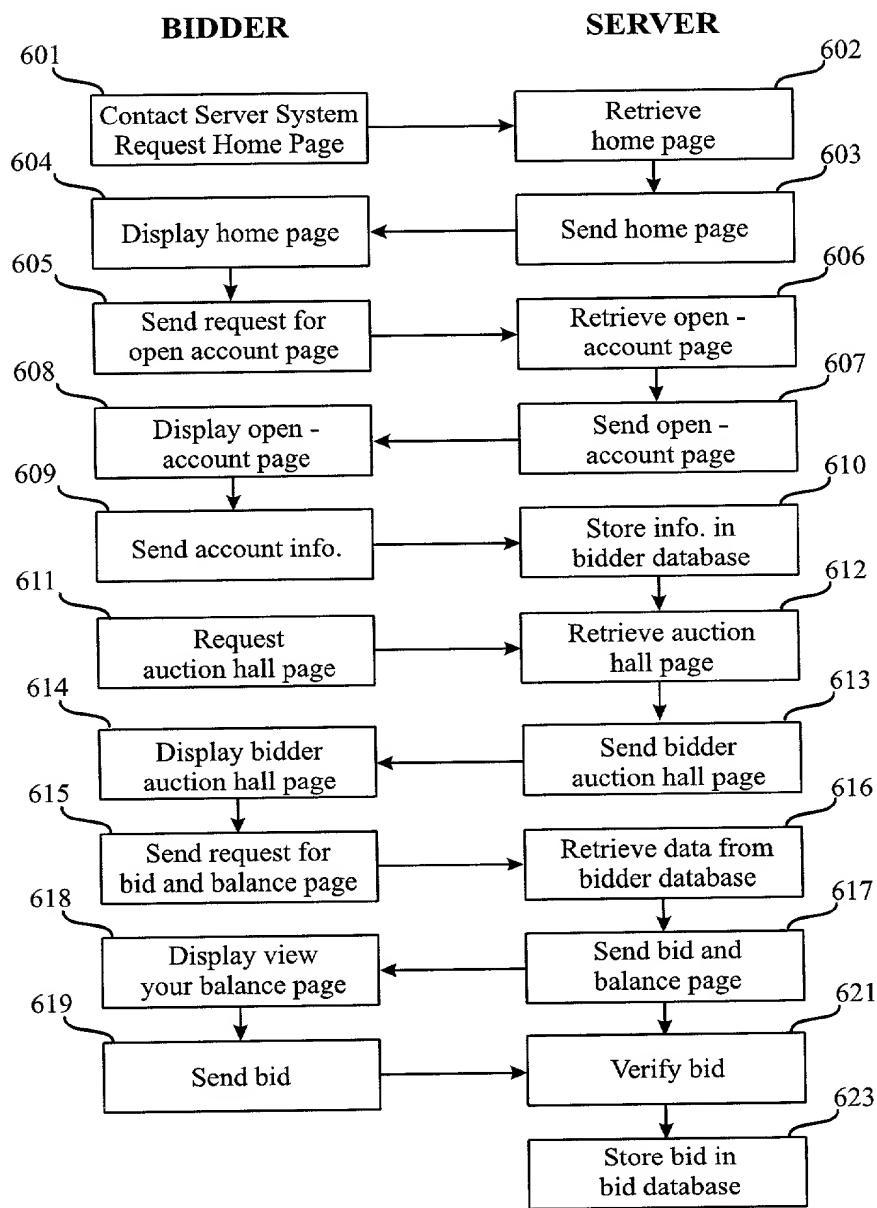 BIDDER
SERVER
601
602
Contact Server System
Request Home Page
Retrieve
home page
604
603
Display home page
Send home page
605
606
Send request for
open account page
Retrieve open -
account page
608
607
Display open -
account page
Send open -
account page
609
610
Send account info.
Store info. in
bidder database
611
612
Request
auction hall page
Retrieve auction
hall page
614
613
Display bidder
auction hall page
Send bidder
auction hall page
615
616
Send request for
bid and balance page
Retrieve data from
bidder database
618
617
Display view
your balance page
Send bid and
balance page
619
621
Send bid
Verify bid
623
Store bid in
bid database